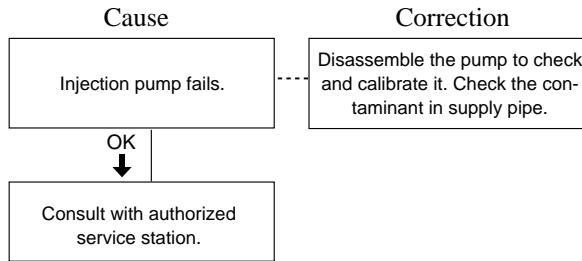 Cause
Correction
Injection pump fails.
Disassemble the pump to check
and calibrate it. Check the con-
taminant in supply pipe.
OK
Consult with authorized
service station.